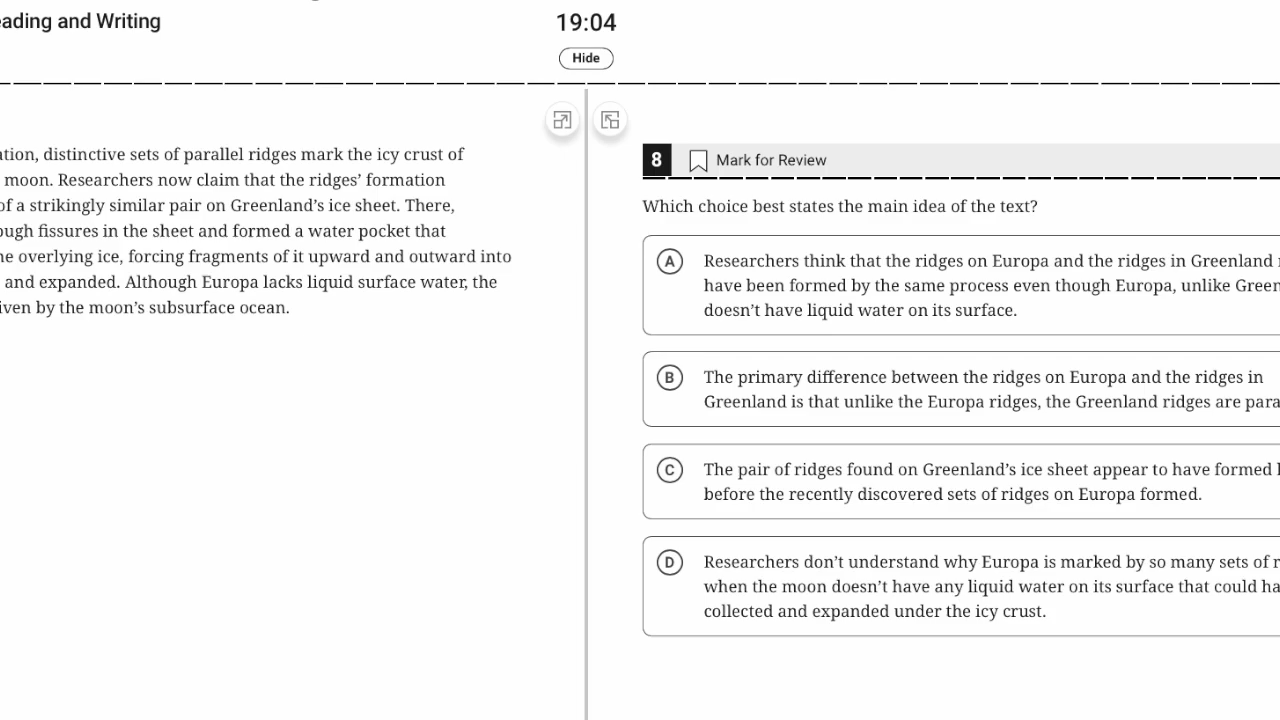 eading and Writing
19:04
Hide
ation, distinctive sets of parallel ridges mark the icy crust of
moon. Researchers now claim that the ridges’ formation
of a strikingly similar pair on Greenland’s ice sheet. There,
ough fissures in the sheet and formed a water pocket that
he overlying ice, forcing fragments of it upward and outward into
and expanded. Although Europa lacks liquid surface water, the
iven by the moon’s subsurface ocean.
8 Mark for Review
Which choice best states the main idea of the text?
A Researchers think that the ridges on Europa and the ridges in Greenland
have been formed by the same process even though Europa, unlike Green
doesn’t have liquid water on its surface.
B The primary difference between the ridges on Europa and the ridges in
Greenland is that unlike the Europa ridges, the Greenland ridges are para
C The pair of ridges found on Greenland’s ice sheet appear to have formed
before the recently discovered sets of ridges on Europa formed.
D Researchers don’t understand why Europa is marked by so many sets of r
when the moon doesn’t have any liquid water on its surface that could ha
collected and expanded under the icy crust.